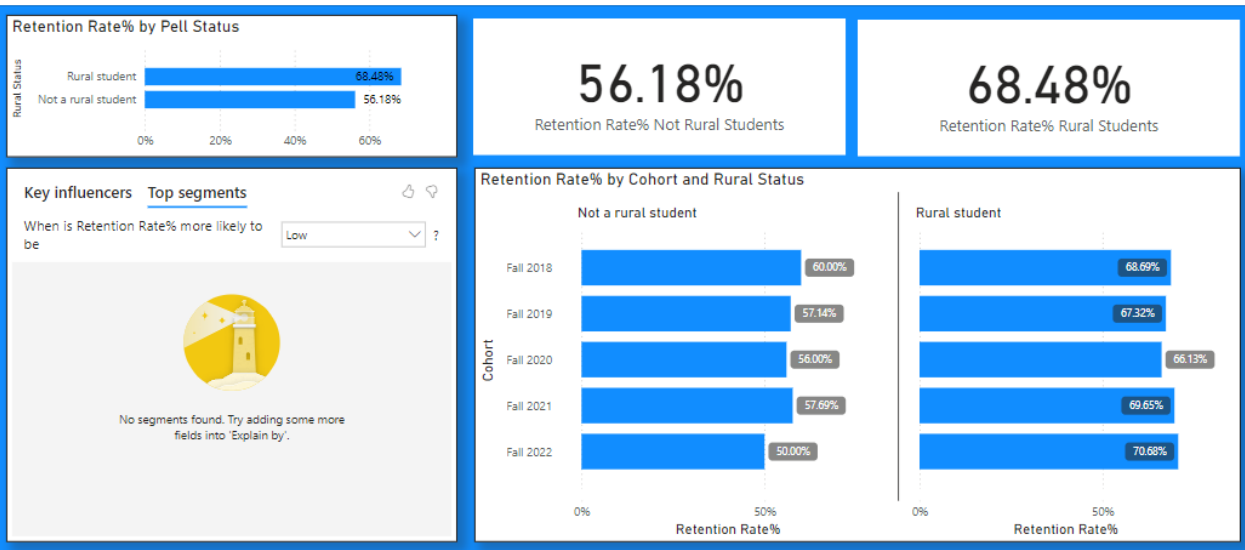 Retention Rate% by Pell Status
Rural Status
Rural student
68.48%
Not a rural student
56.18%
0%
20%
40%
60%
56.18%
Retention Rate% Not Rural Students
68.48%
Retention Rate% Rural Students
Key influencers
Top segments
When is Retention Rate% more likely to
be
Low
?
No segments found. Try adding some more
fields into 'Explain by'.
Retention Rate% by Cohort and Rural Status
Not a rural student
Rural student
Cohort
Fall 2018
60.00%
68.69%
Fall 2019
57.14%
67.32%
Fall 2020
56.00%
66.13%
Fall 2021
57.69%
69.65%
Fall 2022
50.00%
70.68%
0%
50%
0%
50%
Retention Rate%
Retention Rate%